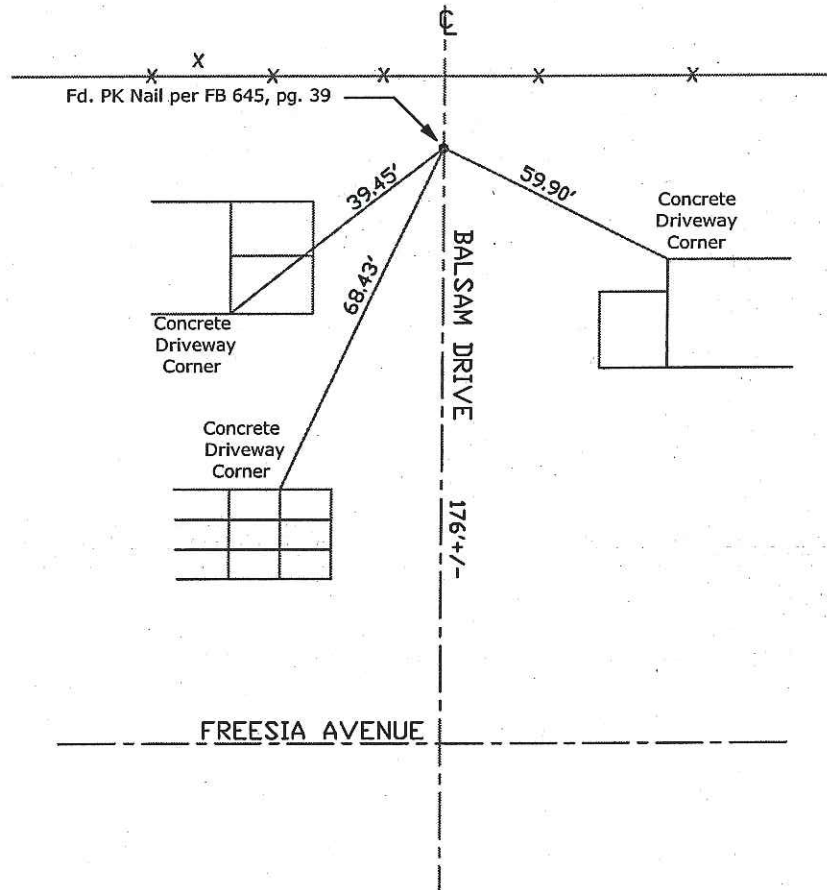 ℄
X
X X X X X
Fd. PK Nail per FB 645, pg. 39
39.45'
59.90'
68.43'
Concrete
Driveway
Corner
BALSAM DRIVE
Concrete
Driveway
Corner
Concrete
Driveway
Corner
176'+/-
FREESIA AVENUE